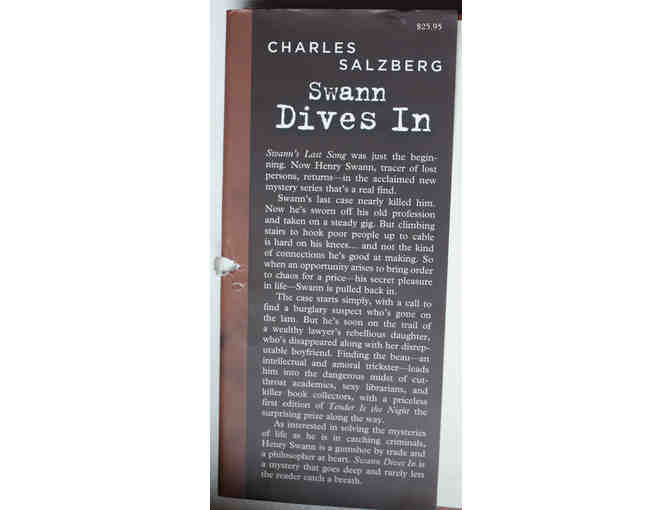 $25.95
CHARLES
SALZBERG
Swann
Dives In
Swann's Last Song was just the begin-
ning. Now Henry Swann, tracer of lost
persons, returns—in the acclaimed new
mystery series that's a real find.
Swann's last case nearly killed him.
Now he's sworn off his old profession
and taken on a steady gig. But climbing
stairs to hook poor people up to cable
is hard on his knees... and not the kind
of connections he's good at making. So
when an opportunity arises to bring order
to chaos for a price—his secret pleasure
in life—Swann is pulled back in.
The case starts simply, with a call to
find a burglary suspect who's gone on
the lam. But he's soon on the trail of
a wealthy lawyer's rebellious daughter,
who's disappeared along with her disrep-
utable boyfriend. Finding the beau—an
intellectual and amoral trickster—leads
him into the dangerous midst of cut-
throat academics, sexy librarians, and
killer book collectors, with a priceless
first edition of Tender Is the Night the
surprising prize along the way.
As interested in solving the mysteries
of life as he is in catching criminals,
Henry Swann is a gumshoe by trade and
a philosopher at heart. Swann Dives In is
a mystery that goes deep and rarely lets
the reader catch a breath.